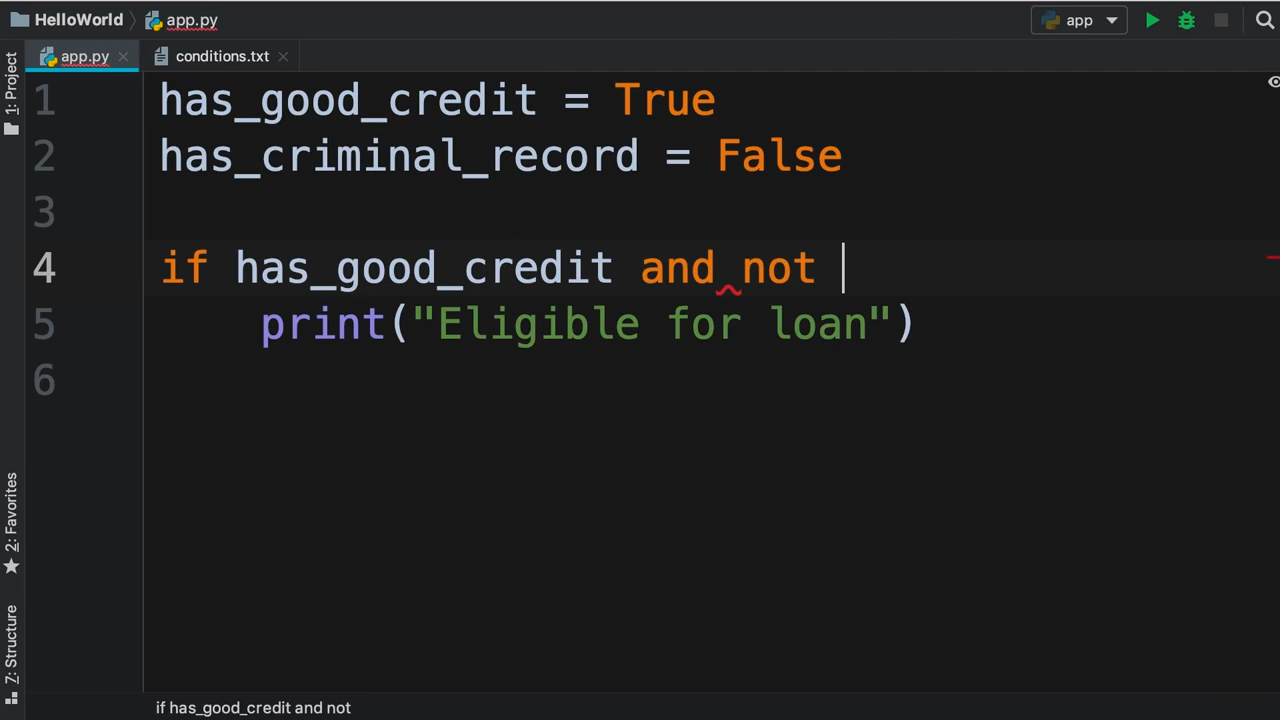 HelloWorld app.py app
app.py conditions.txt
1: Project
1 has_good_credit = True
2 has_criminal_record = False
3
4 if has_good_credit and not
5 print("Eligible for loan")
6
2: Favorites
Z: Structure
if has_good_credit and not